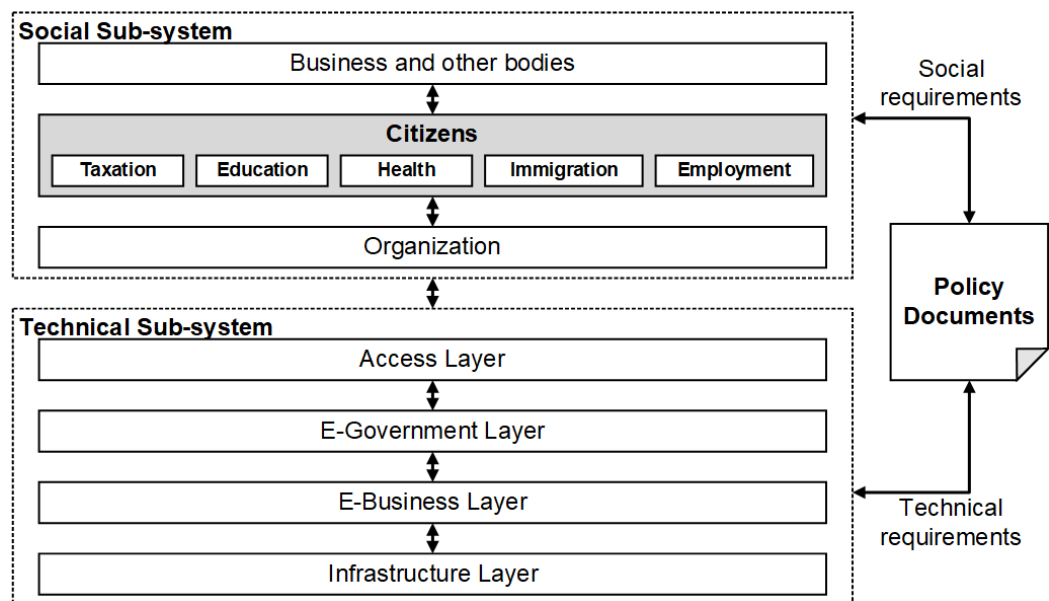 Social Sub-system
Business and other bodies
Citizens
Taxation
Education
Health
Immigration
Employment
Organization
Technical Sub-system
Access Layer
E-Government Layer
E-Business Layer
Infrastructure Layer
Social
requirements
Policy
Documents
Technical
requirements